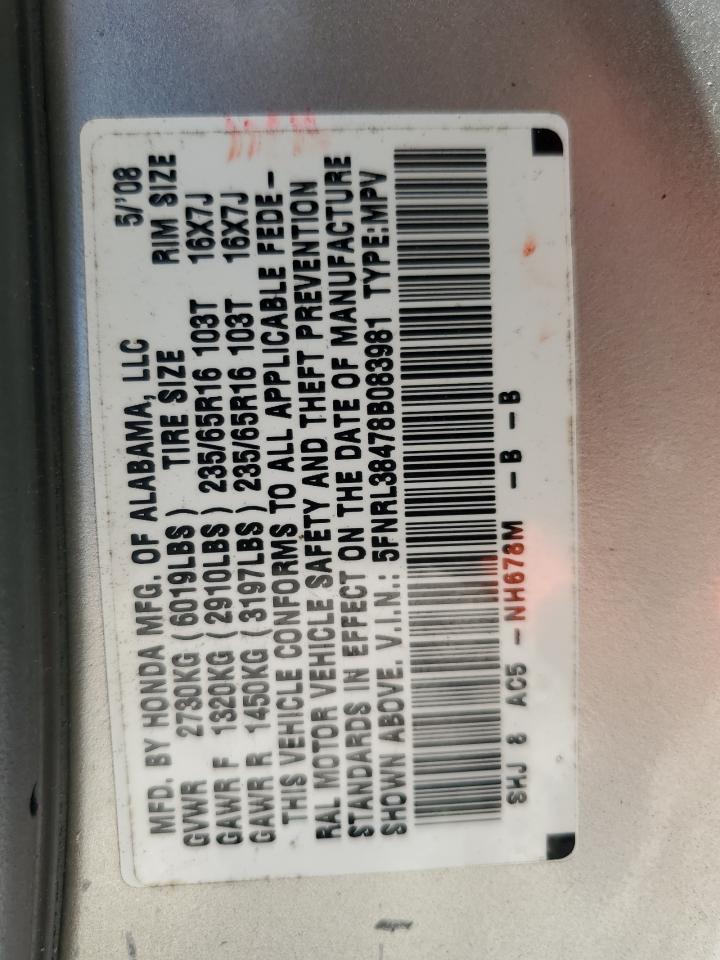 MFD. BY HONDA MFG. OF ALABAMA, LLC 5/'08
GVWR 2730KG (6019LBS) TIRE SIZE RIM SIZE
GAWR F 1320KG (2910LBS) 235/65R16 103T 16X7J
GAWR R 1450KG (3197LBS) 235/65R16 103T 16X7J
THIS VEHICLE CONFORMS TO ALL APPLICABLE FEDE-
RAL MOTOR VEHICLE SAFETY AND THEFT PREVENTION
STANDARDS IN EFFECT ON THE DATE OF MANUFACTURE
SHOWN ABOVE. V.I.N.: 5FNRL38478B083981 TYPE:MPV
SHJ 8 AC5 -NH678M -B -B